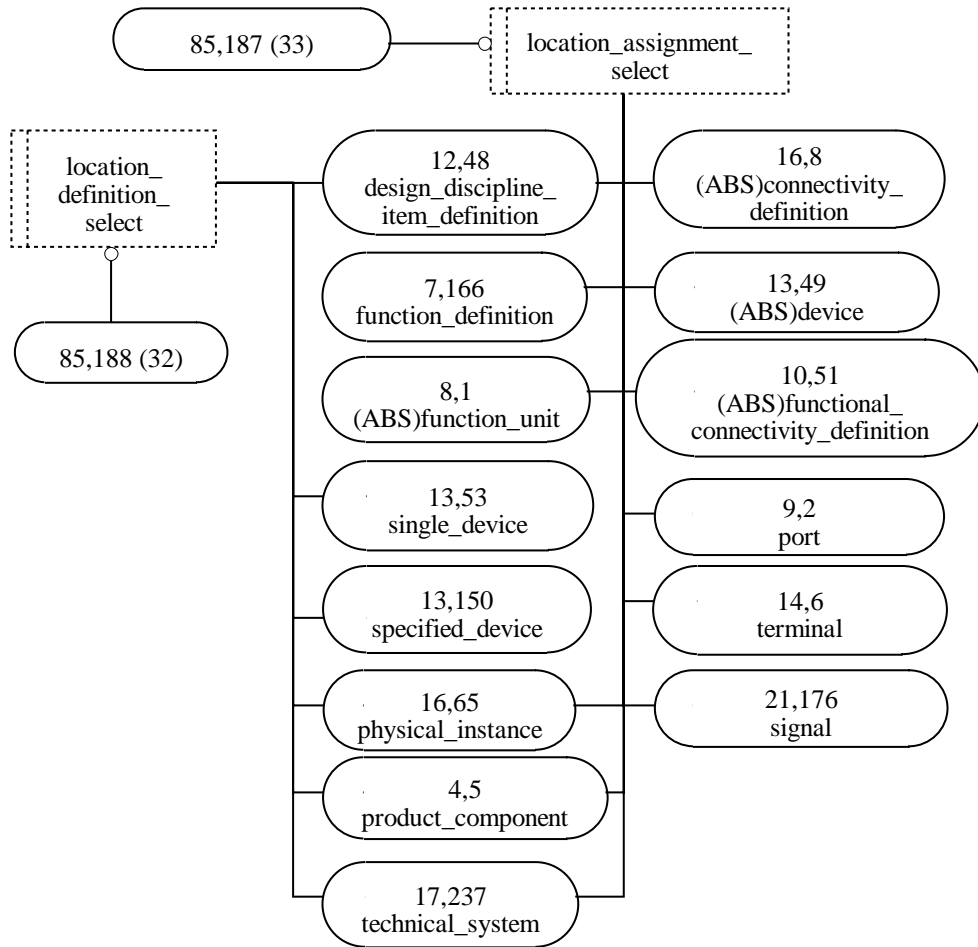 85,187 (33)
location_assignment_
select
location_
definition_
select
85,188 (32)
12,48
design_discipline_
item_definition
16,8
(ABS)connectivity_
definition
7,166
function_definition
13,49
(ABS)device
8,1
(ABS)function_unit
10,51
(ABS)functional_
connectivity_definition
13,53
single_device
9,2
port
13,150
specified_device
14,6
terminal
16,65
physical_instance
21,176
signal
4,5
product_component
17,237
technical_system